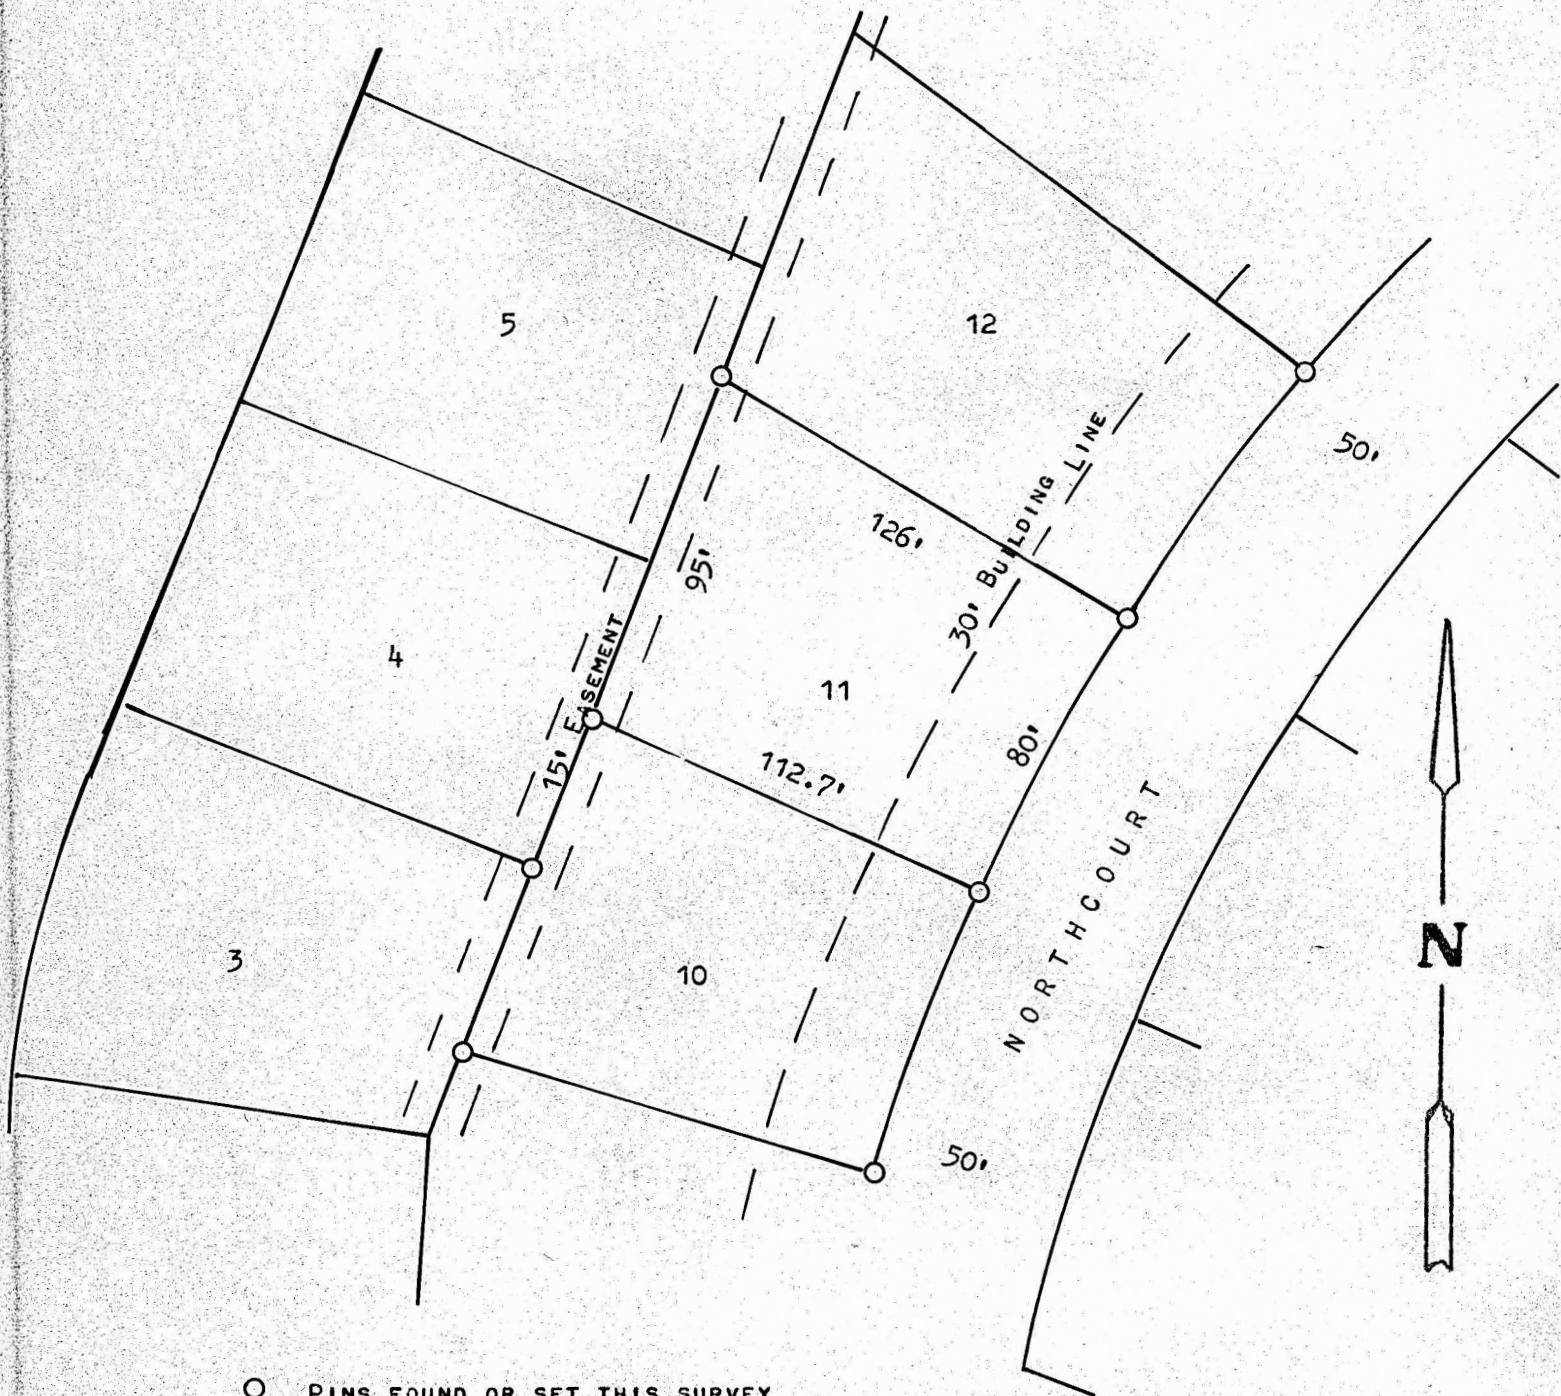 5
12
50'
126'
30' BUILDING LINE
95'
4
15' EASEMENT
11
112.7'
80'
NORTHCOURT
N
3
10
50'
PINS FOUND OR SET THIS SURVEY